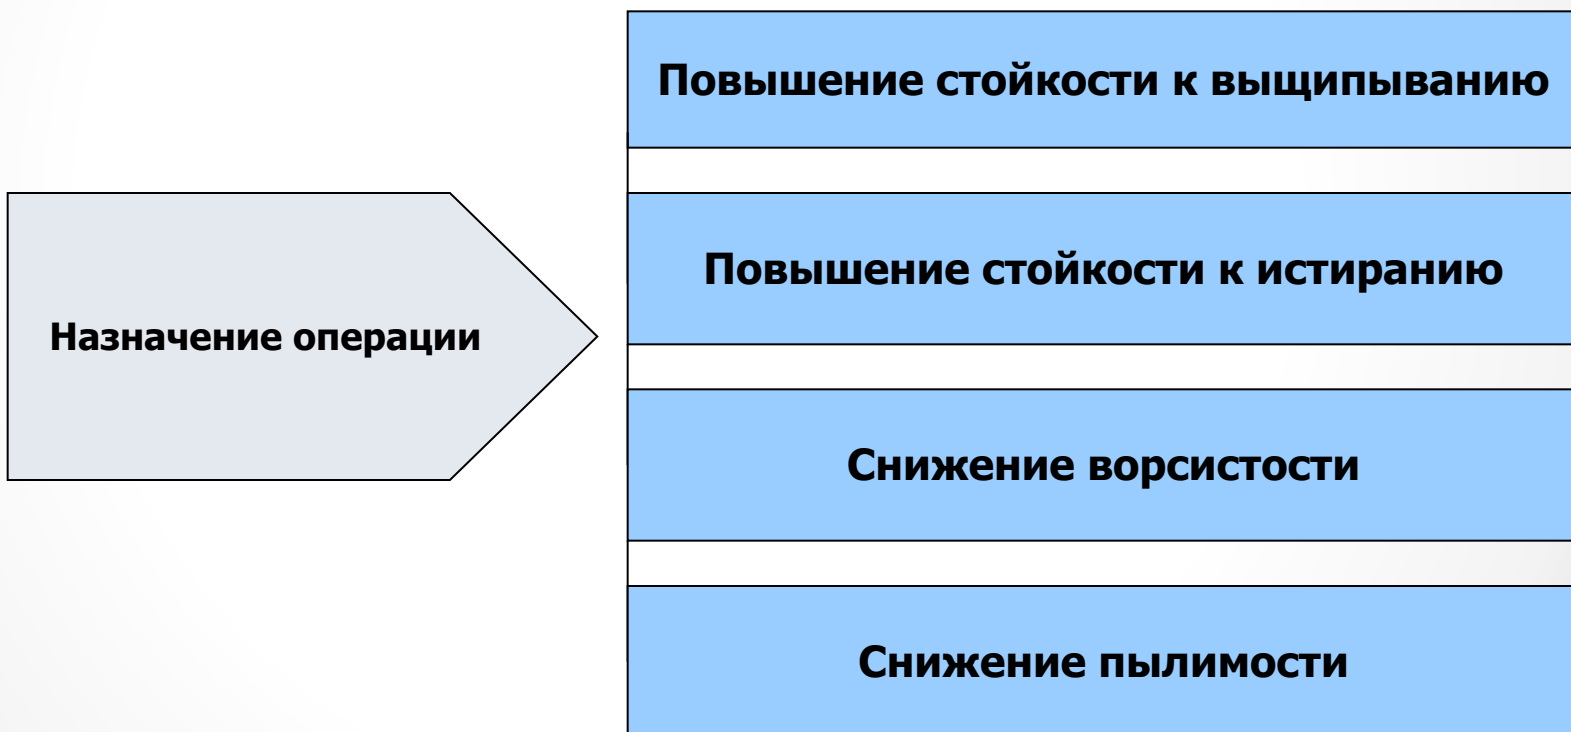 Назначение операции
Повышение стойкости к выщипыванию
Повышение стойкости к истиранию
Снижение ворсистости
Снижение пылимости